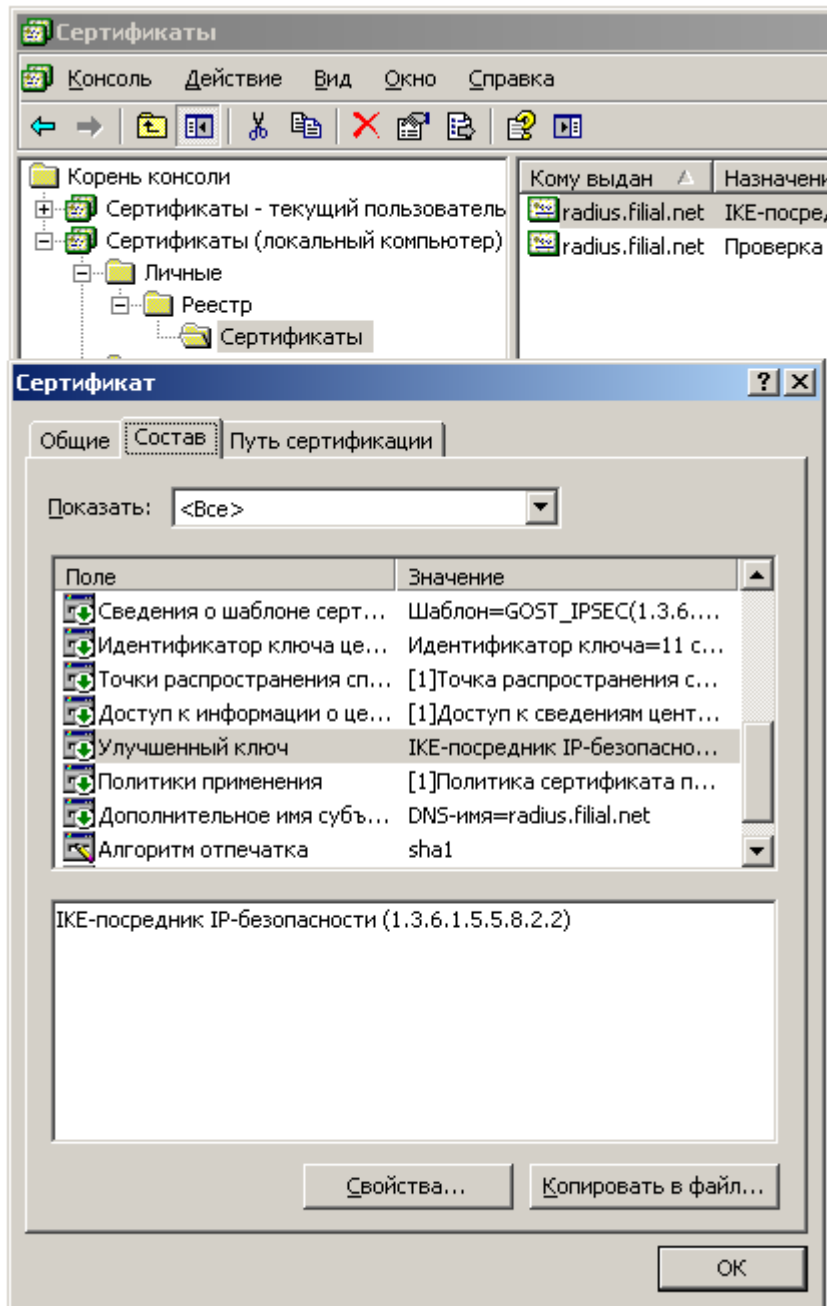 Сертификаты
Консоль Действие Вид Окно Справка
Корень консоли
Сертификаты - текущий пользователь
Сертификаты (локальный компьютер)
Личные
Реестр
Сертификаты
Кому выдан Назначени
radius.filial.net IKE-посред
radius.filial.net Проверка
Сертификат
Общие Состав Путь сертификации
Показать: <Все>
Поле Значение
Сведения о шаблоне серт... Шаблон=GOST_IPSEC(1.3.6....
Идентификатор ключа це... Идентификатор ключа=11 с...
Точки распространения сп... [1]Точка распространения с...
Доступ к информации о це... [1]Доступ к сведениям цент...
Улучшенный ключ IKE-посредник IP-безопасно...
Политики применения [1]Политика сертификата п...
Дополнительное имя субъ... DNS-имя=radius.filial.net
Алгоритм отпечатка sha1
IKE-посредник IP-безопасности (1.3.6.1.5.5.8.2.2)
Свойства... Копировать в файл...
ОК